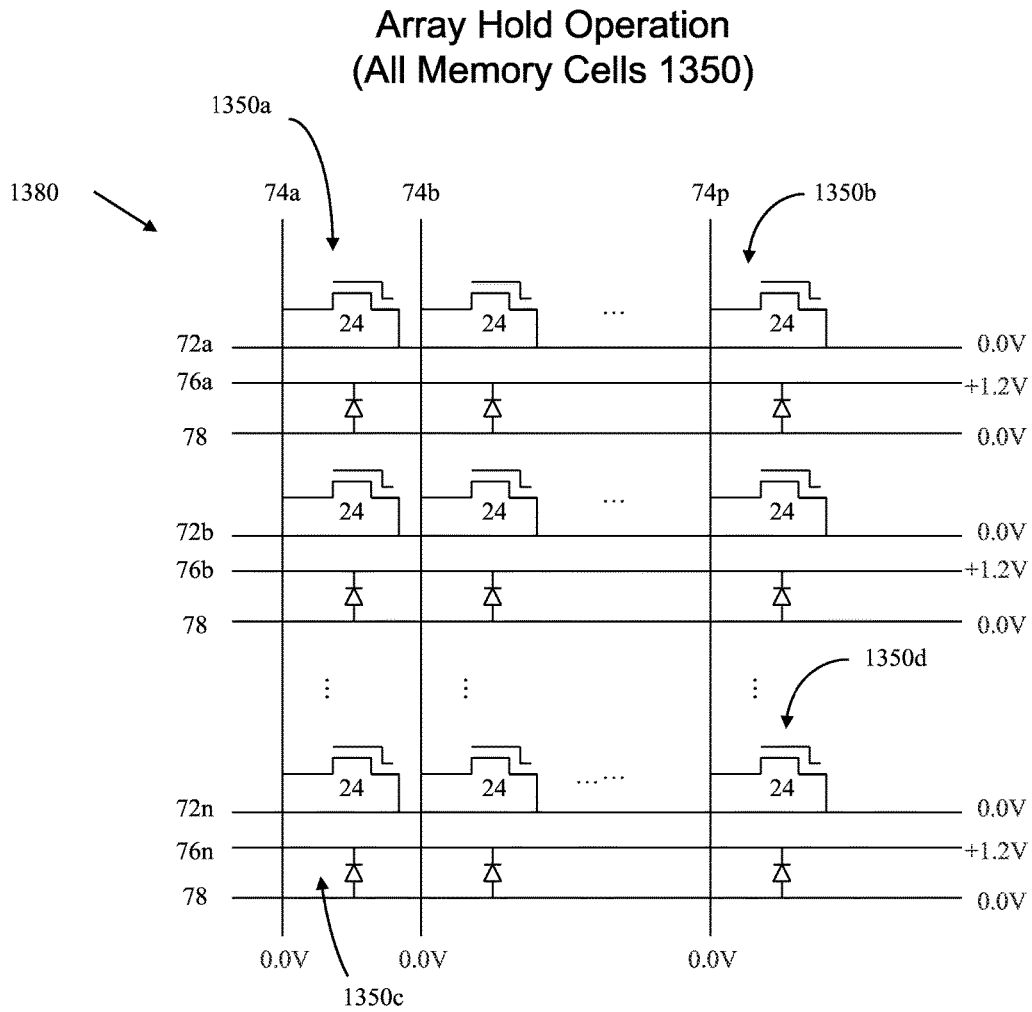 Array Hold Operation
(All Memory Cells 1350)
1350a
1380
74a 74b 74p 1350b
24 24 ... 24
72a 0.0V
76a +1.2V
78 0.0V
24 24 ... 24
72b 0.0V
76b +1.2V
78 0.0V
1350d
... ... ...
24 24 ...... 24
72n 0.0V
76n +1.2V
78 0.0V
0.0V 0.0V 0.0V
1350c